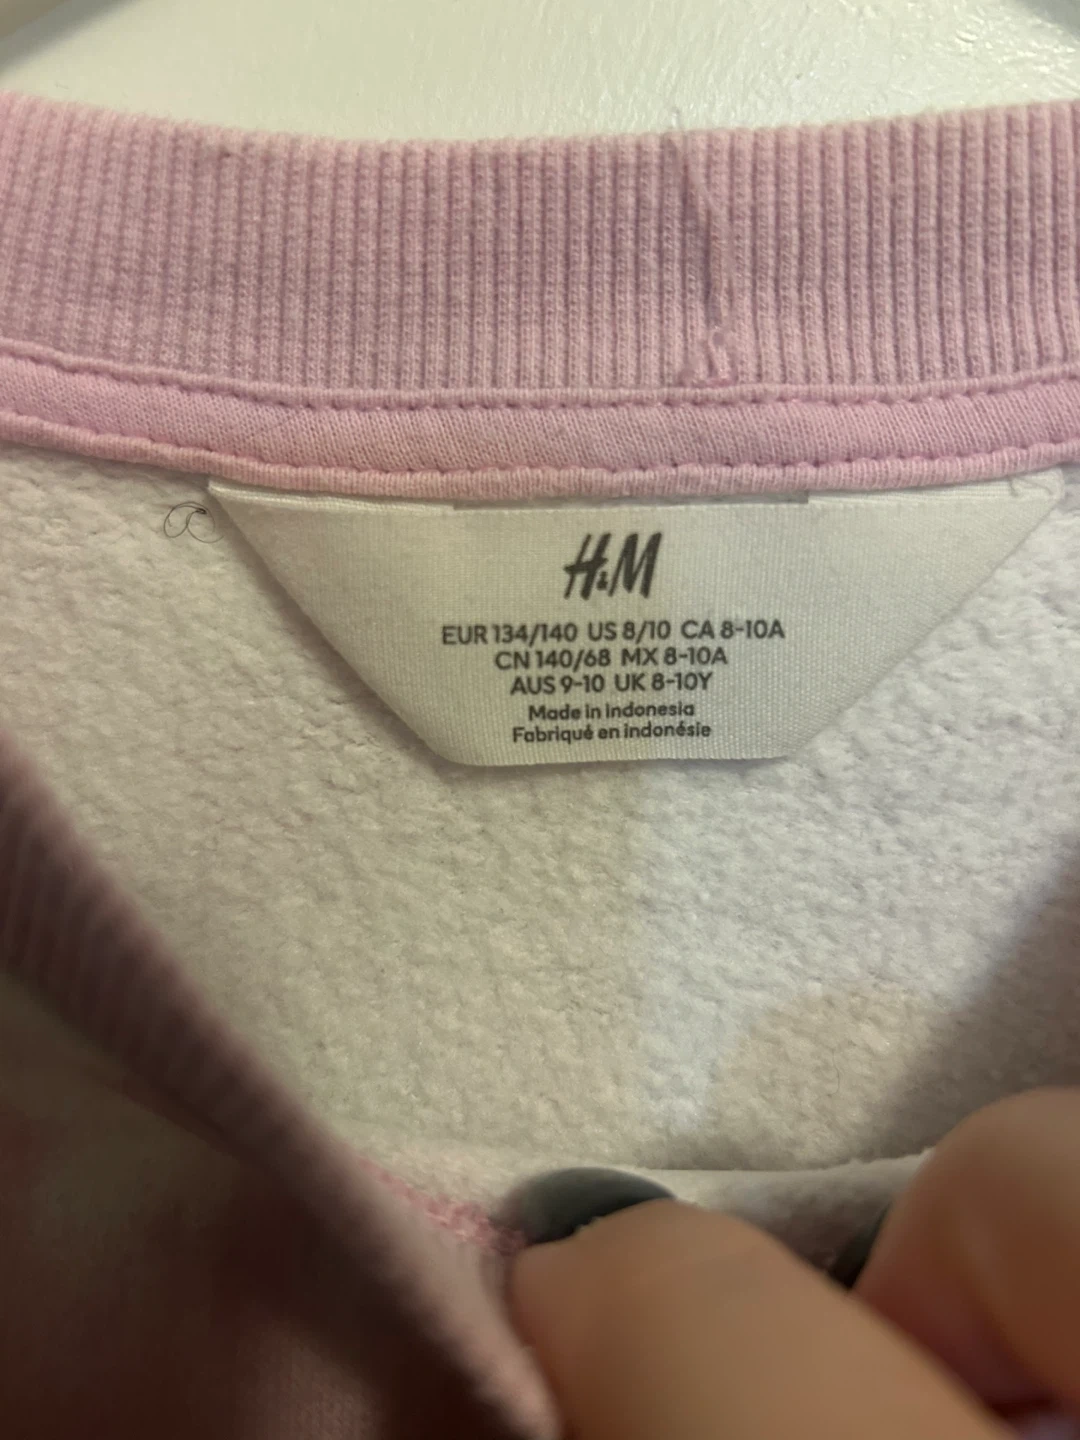 H&M
EUR 134/140 US 8/10 CA 8-10A
CN 140/68 MX 8-10A
AUS 9-10 UK 8-10Y
Made in Indonesia
Fabriqué en Indonésie